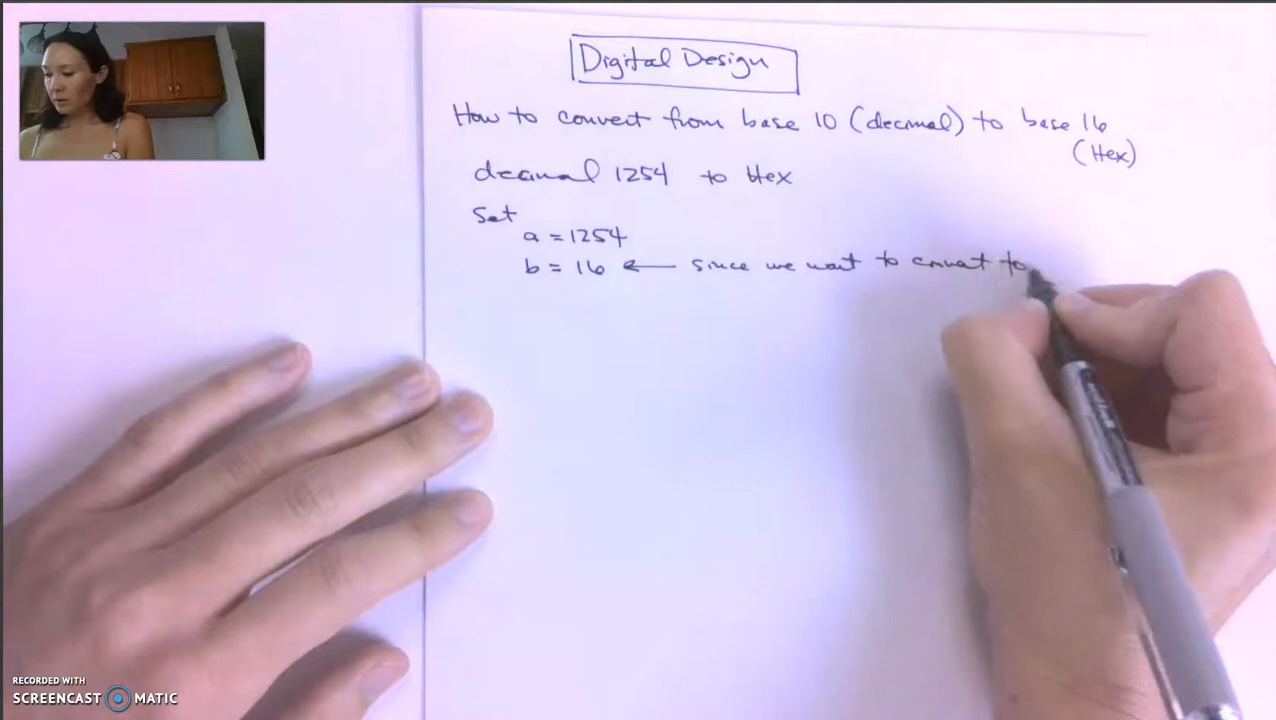 Digital Design
How to convert from base 10 (decimal) to base 16
(Hex)
decimal 1254 to Hex
Set
a = 1254
b = 16 ← since we want to convert to
RECORDED WITH
SCREENCAST MATIC